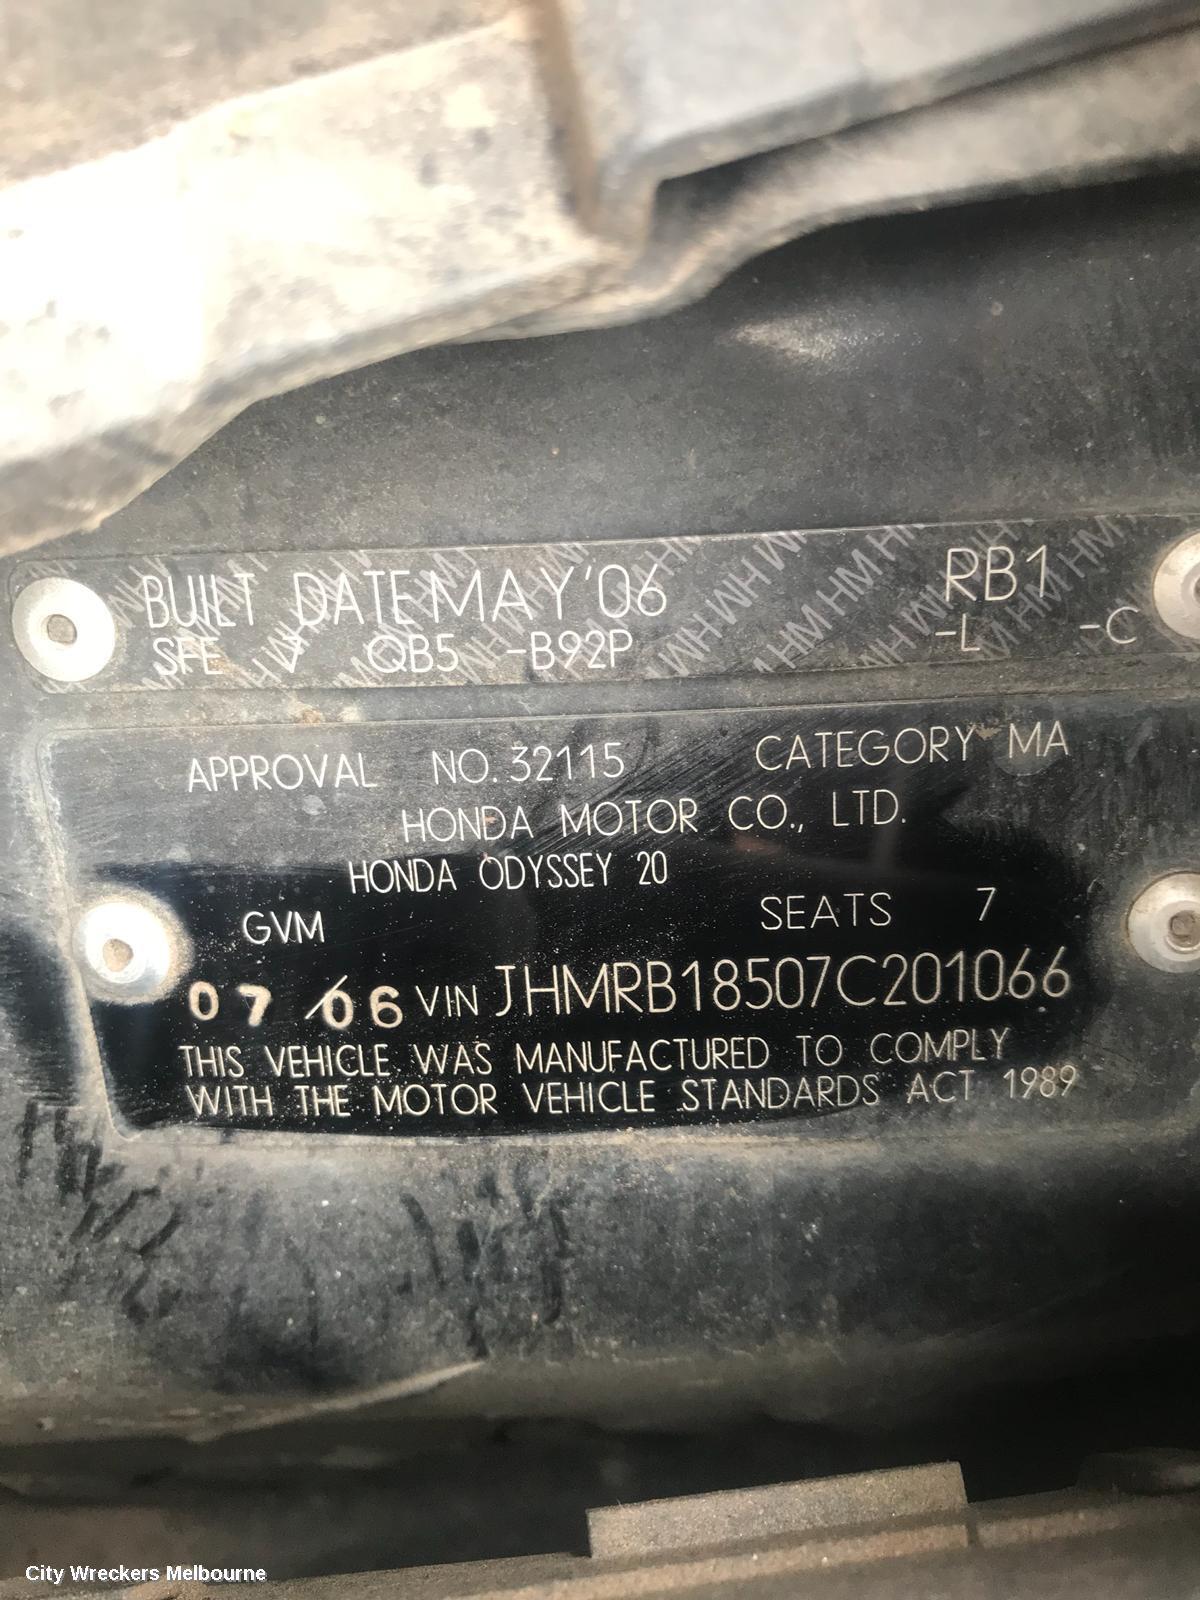 BUILT DATE MAY '06 RB1
SFE V QB5 -B92P -L -C
APPROVAL NO. 32115 CATEGORY MA
HONDA MOTOR CO., LTD.
HONDA ODYSSEY 20
GVM SEATS 7
07/06 VIN JHMRB18507C201066
THIS VEHICLE WAS MANUFACTURED TO COMPLY
WITH THE MOTOR VEHICLE STANDARDS ACT 1989
City Wreckers Melbourne